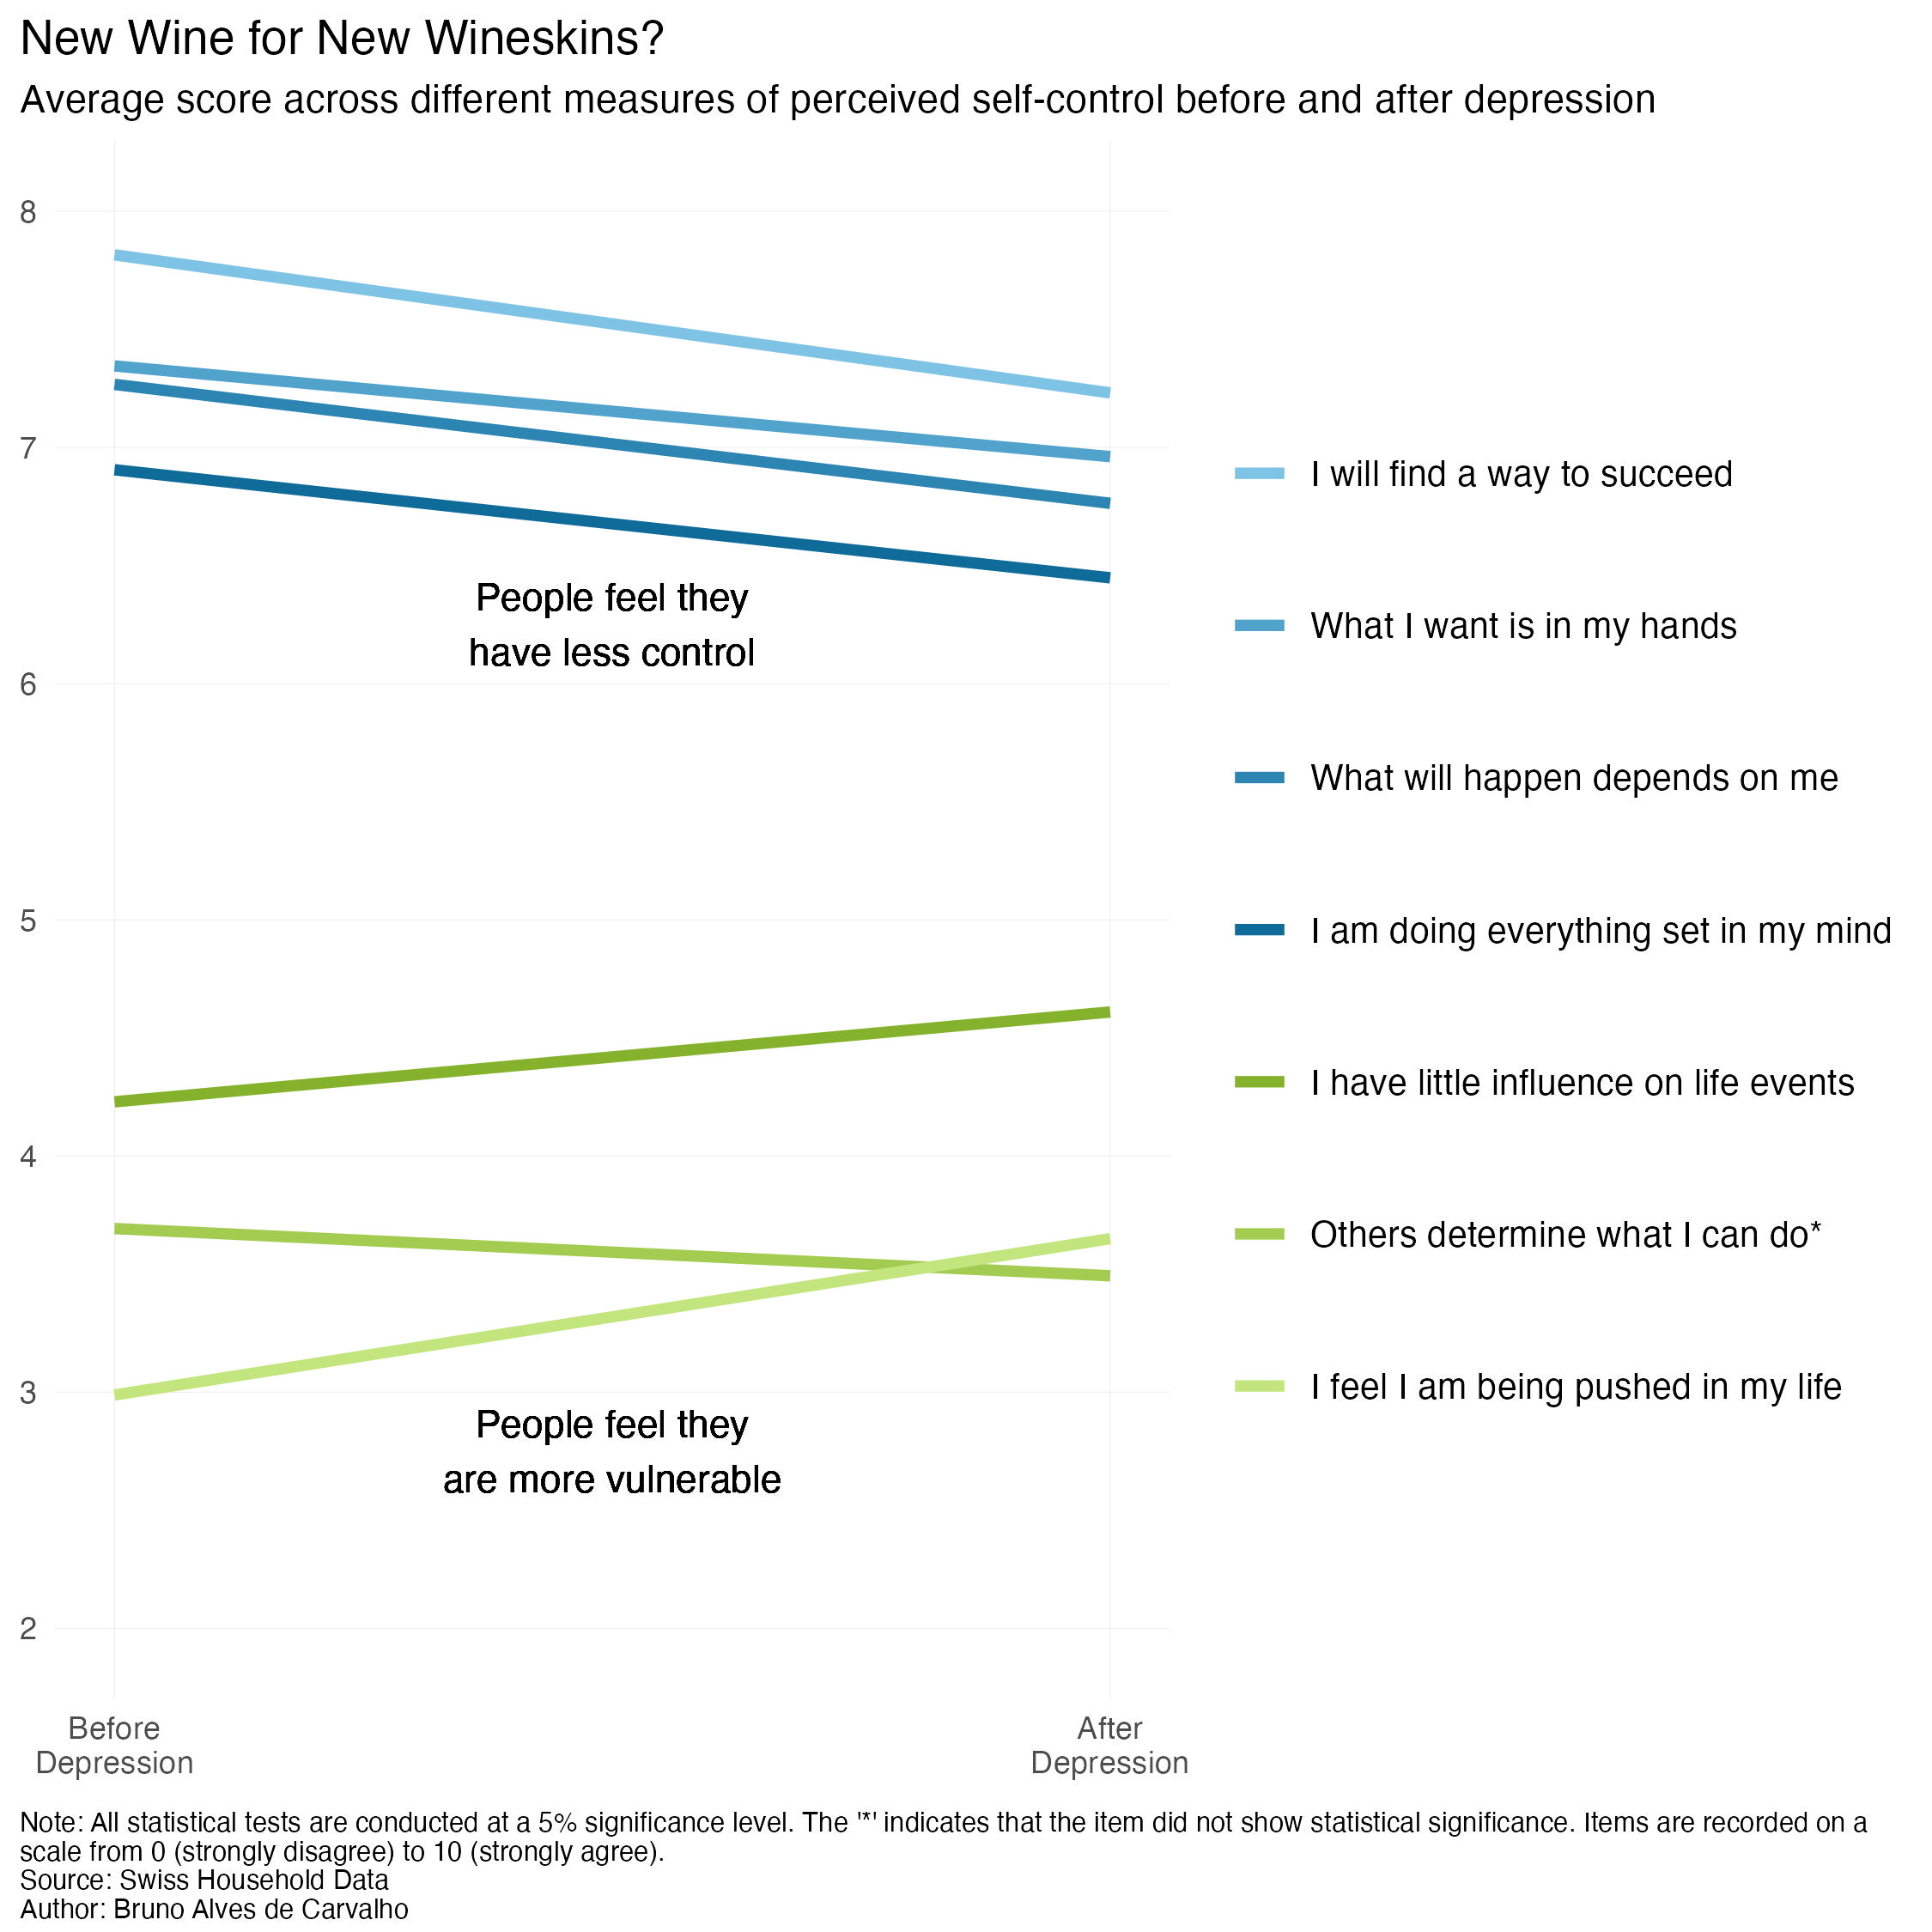 New Wine for New Wineskins?
Average score across different measures of perceived self-control before and after depression
8
7
6
5
4
3
2
People feel they
have less control
People feel they
are more vulnerable
Before
Depression
After
Depression
I will find a way to succeed
What I want is in my hands
What will happen depends on me
I am doing everything set in my mind
I have little influence on life events
Others determine what I can do*
I feel I am being pushed in my life
Note: All statistical tests are conducted at a 5% significance level. The '*' indicates that the item did not show statistical significance. Items are recorded on a
scale from 0 (strongly disagree) to 10 (strongly agree).
Source: Swiss Household Data
Author: Bruno Alves de Carvalho